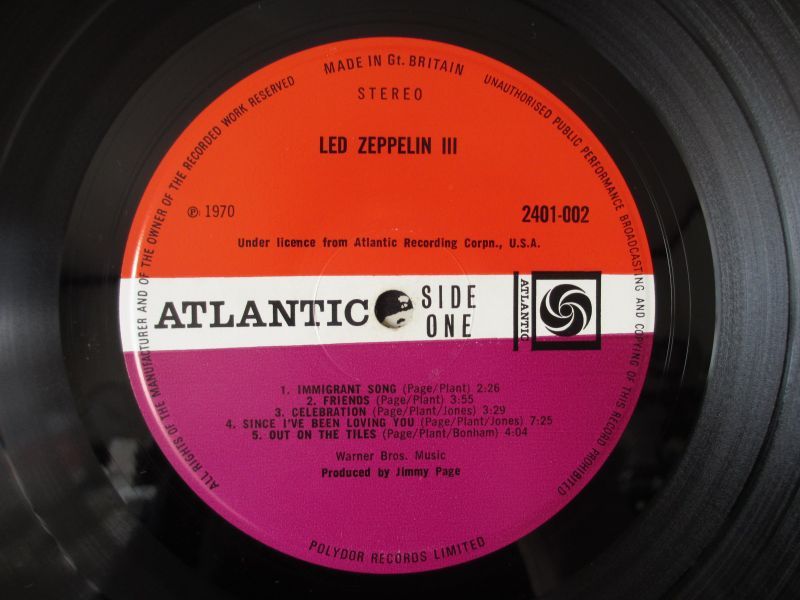 MADE IN Gt. BRITAIN
STEREO
LED ZEPPELIN III
℗ 1970
2401-002
Under licence from Atlantic Recording Corpn., U.S.A.
ATLANTIC
SIDE
ONE
ATLANTIC
1. IMMIGRANT SONG (Page/Plant) 2:26
2. FRIENDS (Page/Plant) 3:55
3. CELEBRATION (Page/Plant/Jones) 3:29
4. SINCE I'VE BEEN LOVING YOU (Page/Plant/Jones) 7:25
5. OUT ON THE TILES (Page/Plant/Bonham) 4:04
Warner Bros. Music
Produced by Jimmy Page
POLYDOR RECORDS LIMITED
ALL RIGHTS OF THE MANUFACTURER AND OF THE OWNER OF THE RECORDED WORK RESERVED
UNAUTHORISED PUBLIC PERFORMANCE BROADCASTING AND COPYING OF THIS RECORD PROHIBITED